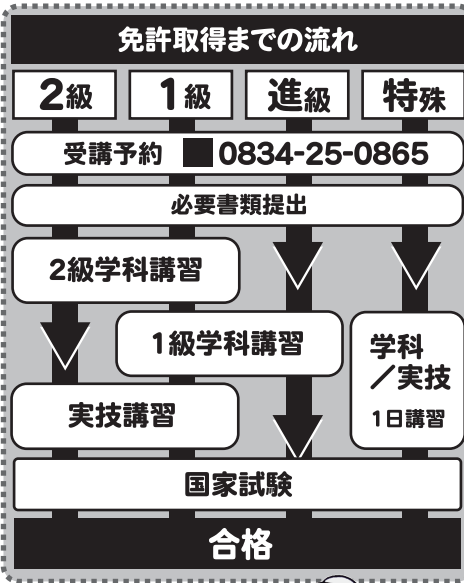 免許取得までの流れ
2級 1級 進級 特殊
受講予約 ■0834-25-0865
必要書類提出
2級学科講習
1級学科講習
学科
／実技
1日講習
実技講習
国家試験
合格